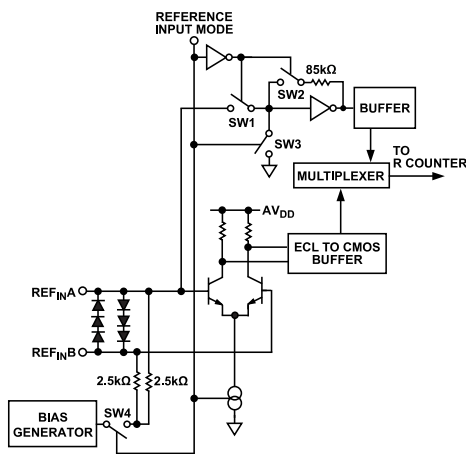 REFERENCE
INPUT MODE
85kΩ
SW2
SW1
BUFFER
SW3
TO
R COUNTER
MULTIPLEXER
AVDD
ECL TO CMOS
BUFFER
REFINA
REFINB
2.5kΩ 2.5kΩ
BIAS
GENERATOR
SW4